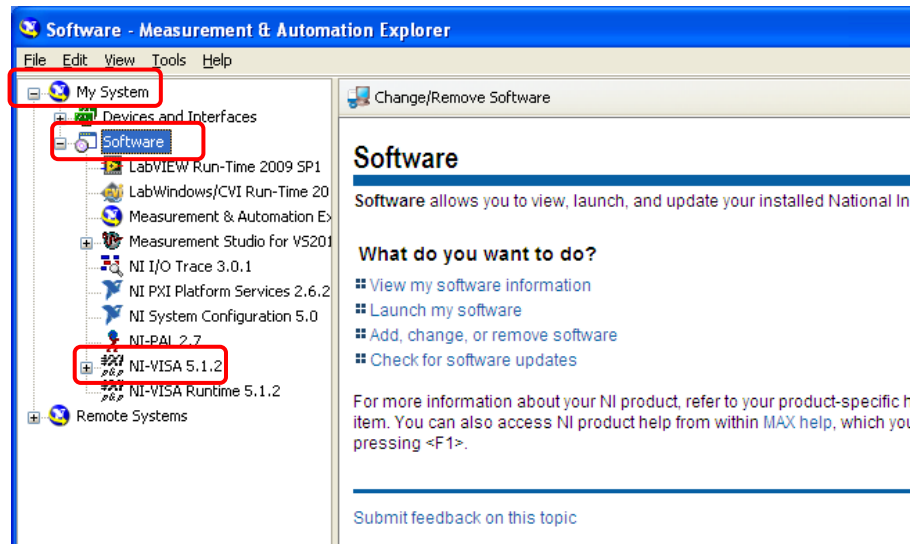 Software - Measurement & Automation Explorer
File Edit View Tools Help
My System
Devices and Interfaces
Software
LabVIEW Run-Time 2009 SP1
LabWindows/CVI Run-Time 20
Measurement & Automation Ex
Measurement Studio for VS201
NI I/O Trace 3.0.1
NI PXI Platform Services 2.6.2
NI System Configuration 5.0
NI-PAL 2.7
NI-VISA 5.1.2
NI-VISA Runtime 5.1.2
Remote Systems
Change/Remove Software
Software
Software allows you to view, launch, and update your installed National In
What do you want to do?
View my software information
Launch my software
Add, change, or remove software
Check for software updates
For more information about your NI product, refer to your product-specific h
item. You can also access NI product help from within MAX help, which you
pressing <F1>.
Submit feedback on this topic